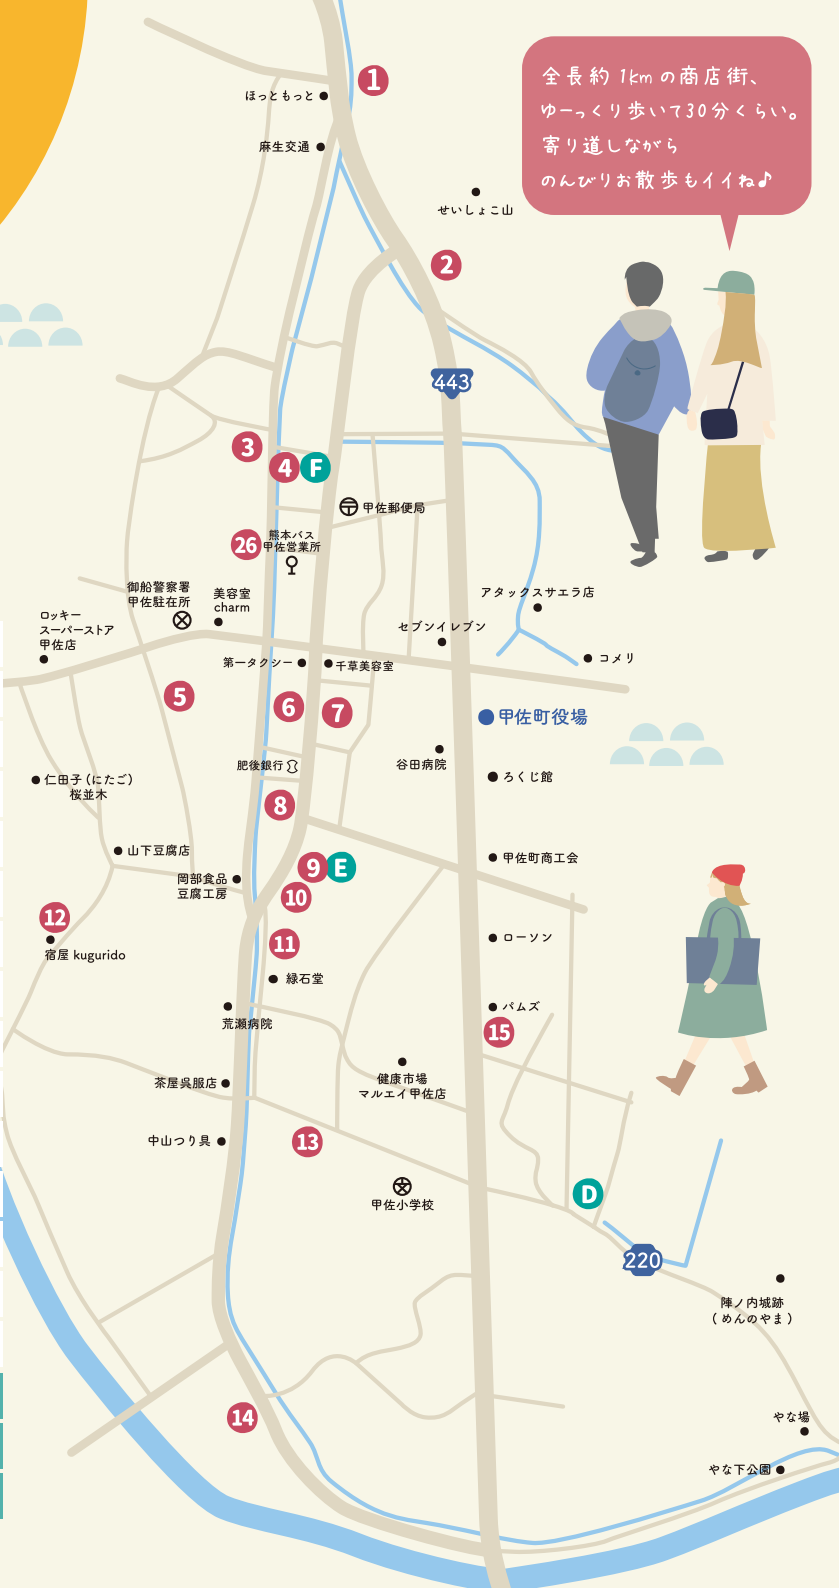 全長約 1kmの商店街、
ゆーっくり歩いて30分くらい。
寄り道しながら
のんびりお散歩もイイね♪
1
ほっともっと
麻生交通
せいしょこ山
2
443
3
4
F
甲佐郵便局
26
熊本バス
甲佐営業所
御船警察署
甲佐駐在所
美容室
charm
アタックスサエラ店
ロッキー
スーパーストア
甲佐店
セブンイレブン
第一タクシー
千草美容室
コメリ
5
6
7
甲佐町役場
肥後銀行
谷田病院
ろくじ館
仁田子(にたご)
桜並木
8
山下豆腐店
甲佐町商工会
9
E
岡部食品
豆腐工房
10
12
宿屋 kugurido
11
ローソン
緑石堂
パムズ
荒瀬病院
15
茶屋呉服店
健康市場
マルエイ甲佐店
中山つり具
13
甲佐小学校
D
220
陣ノ内城跡
(めんのやま)
14
やな場
やな下公園